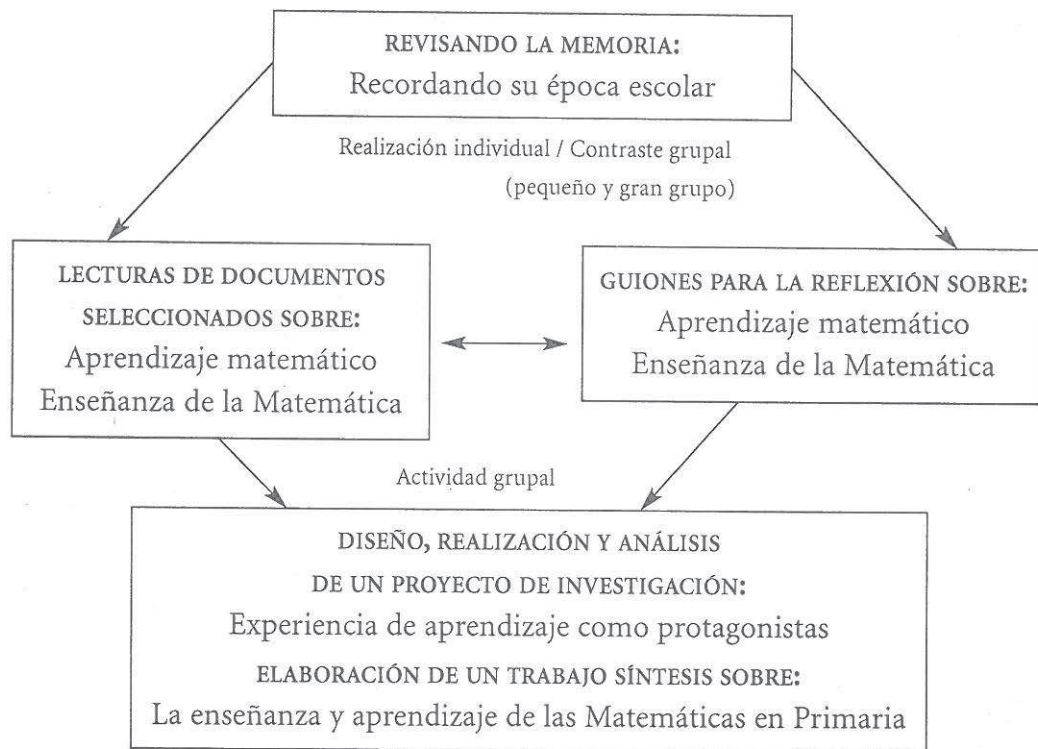 REVISANDO LA MEMORIA:
Recordando su época escolar
Realización individual / Contraste grupal
(pequeño y gran grupo)
LECTURAS DE DOCUMENTOS
SELECCIONADOS SOBRE:
Aprendizaje matemático
Enseñanza de la Matemática
GUIONES PARA LA REFLEXIÓN SOBRE:
Aprendizaje matemático
Enseñanza de la Matemática
Actividad grupal
DISEÑO, REALIZACIÓN Y ANÁLISIS
DE UN PROYECTO DE INVESTIGACIÓN:
Experiencia de aprendizaje como protagonistas
ELABORACIÓN DE UN TRABAJO SÍNTESIS SOBRE:
La enseñanza y aprendizaje de las Matemáticas en Primaria